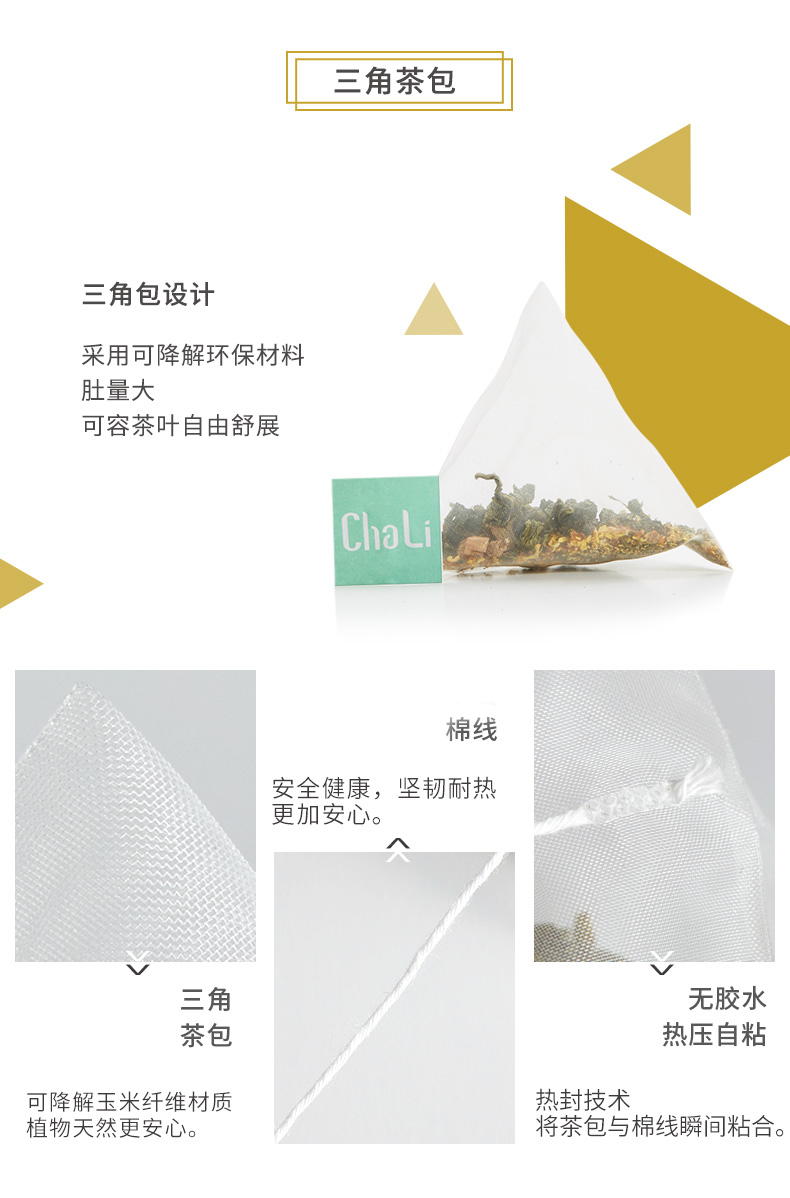 三角茶包
三角包设计
采用可降解环保材料
肚量大
可容茶叶自由舒展
ChaLi
棉线
安全健康，坚韧耐热
更加安心。
三角
茶包
可降解玉米纤维材质
植物天然更安心。
无胶水
热压自粘
热封技术
将茶包与棉线瞬间粘合。